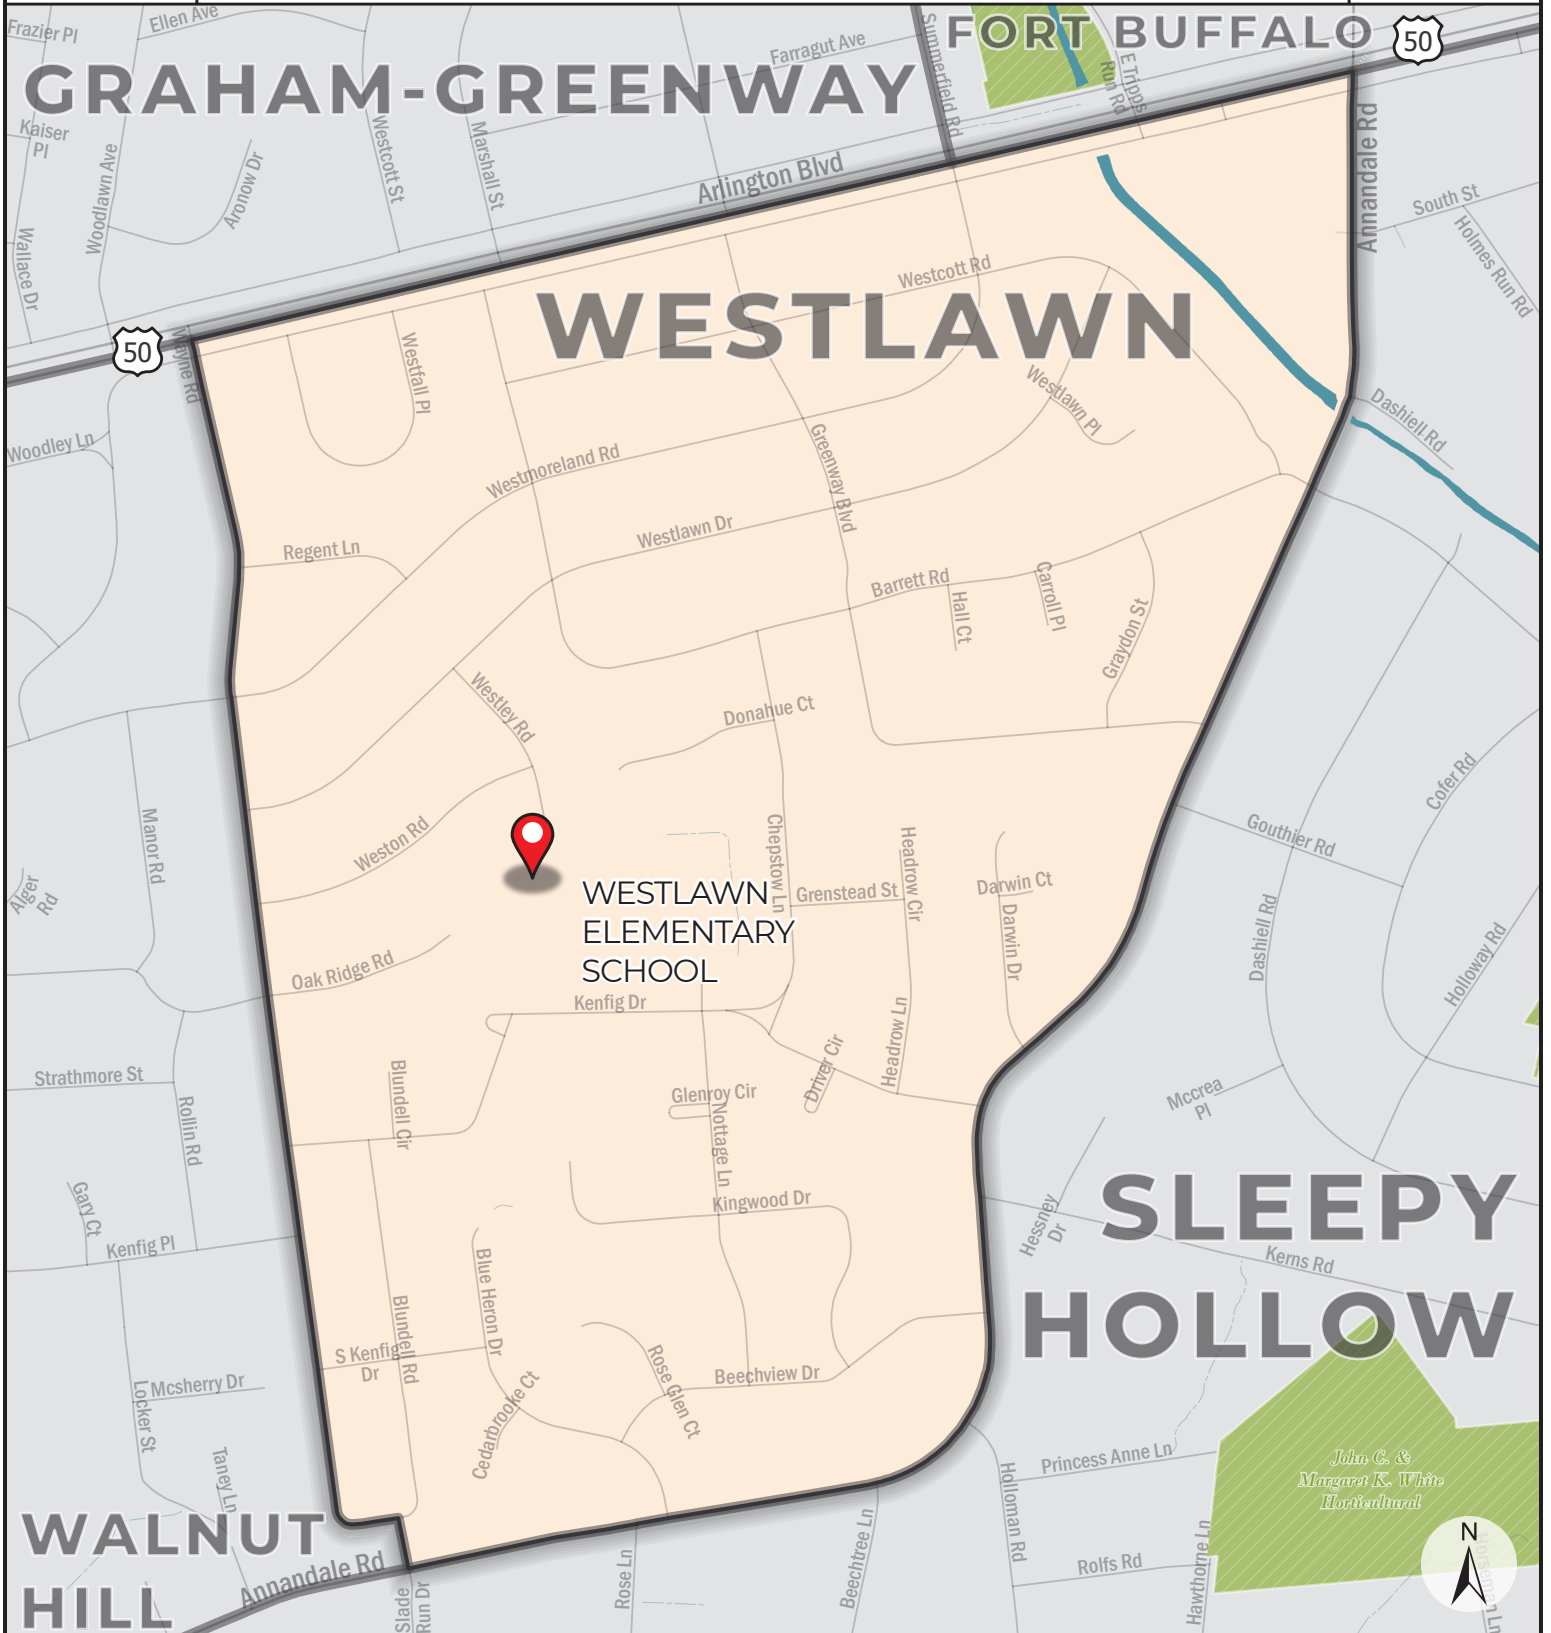 Frazier Pl
Ellen Ave
Farragut Ave
Summerfield Rd
FORT BUFFALO
50
E Tripps
Run Rd
GRAHAM-GREENWAY
Kaiser
Pl
Woodlawn Ave
Aronow Dr
Westcott St
Marshall St
Arlington Blvd
Annandale Rd
South St
Holmes Run Rd
Wallace Dr
Westcott Rd
WESTLAWN
50
Wayne Rd
Westfall Pl
Westlawn Pl
Dashiell Rd
Woodley Ln
Westmoreland Rd
Greenway Blvd
Westlawn Dr
Regent Ln
Barrett Rd
Hall Ct
Carroll Pl
Graydon St
Westley Rd
Donahue Ct
Cofer Rd
Manor Rd
Weston Rd
Chepstow Ln
Headrow Cir
Gouthier Rd
Alger
Rd
WESTLAWN
ELEMENTARY
SCHOOL
Grenstead St
Darwin Ct
Darwin Dr
Dashiell Rd
Holloway Rd
Oak Ridge Rd
Kenfig Dr
Headrow Ln
Driver Cir
Strathmore St
Blundell Cir
Glenroy Cir
Nottage Ln
Mccrea
Pl
Rollin Rd
Gary Ct
Kenfig Pl
Kingwood Dr
Hessney
Dr
SLEEPY
HOLLOW
Kerns Rd
Blue Heron Dr
Blundell Rd
S Kenfig
Dr
Rose Glen Ct
Beechview Dr
Mcsherry Dr
Locker St
Cedarbrooke Ct
Taney Ln
Princess Anne Ln
Holloman Rd
John C. &
Margaret K. White
Horticultural
WALNUT
HILL
Annandale Rd
Slade
Run Dr
Rose Ln
Beechtree Ln
Rolfs Rd
Hawthorne Ln
N
Horseman Ln